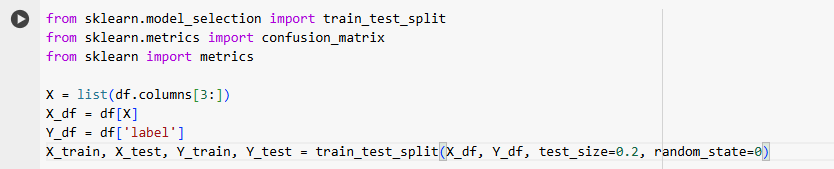 from sklearn.model_selection import train_test_split
from sklearn.metrics import confusion_matrix
from sklearn import metrics
X = list(df.columns[3:])
X_df = df[X]
Y_df = df['label']
X_train, X_test, Y_train, Y_test = train_test_split(X_df, Y_df, test_size=0.2, random_state=0)